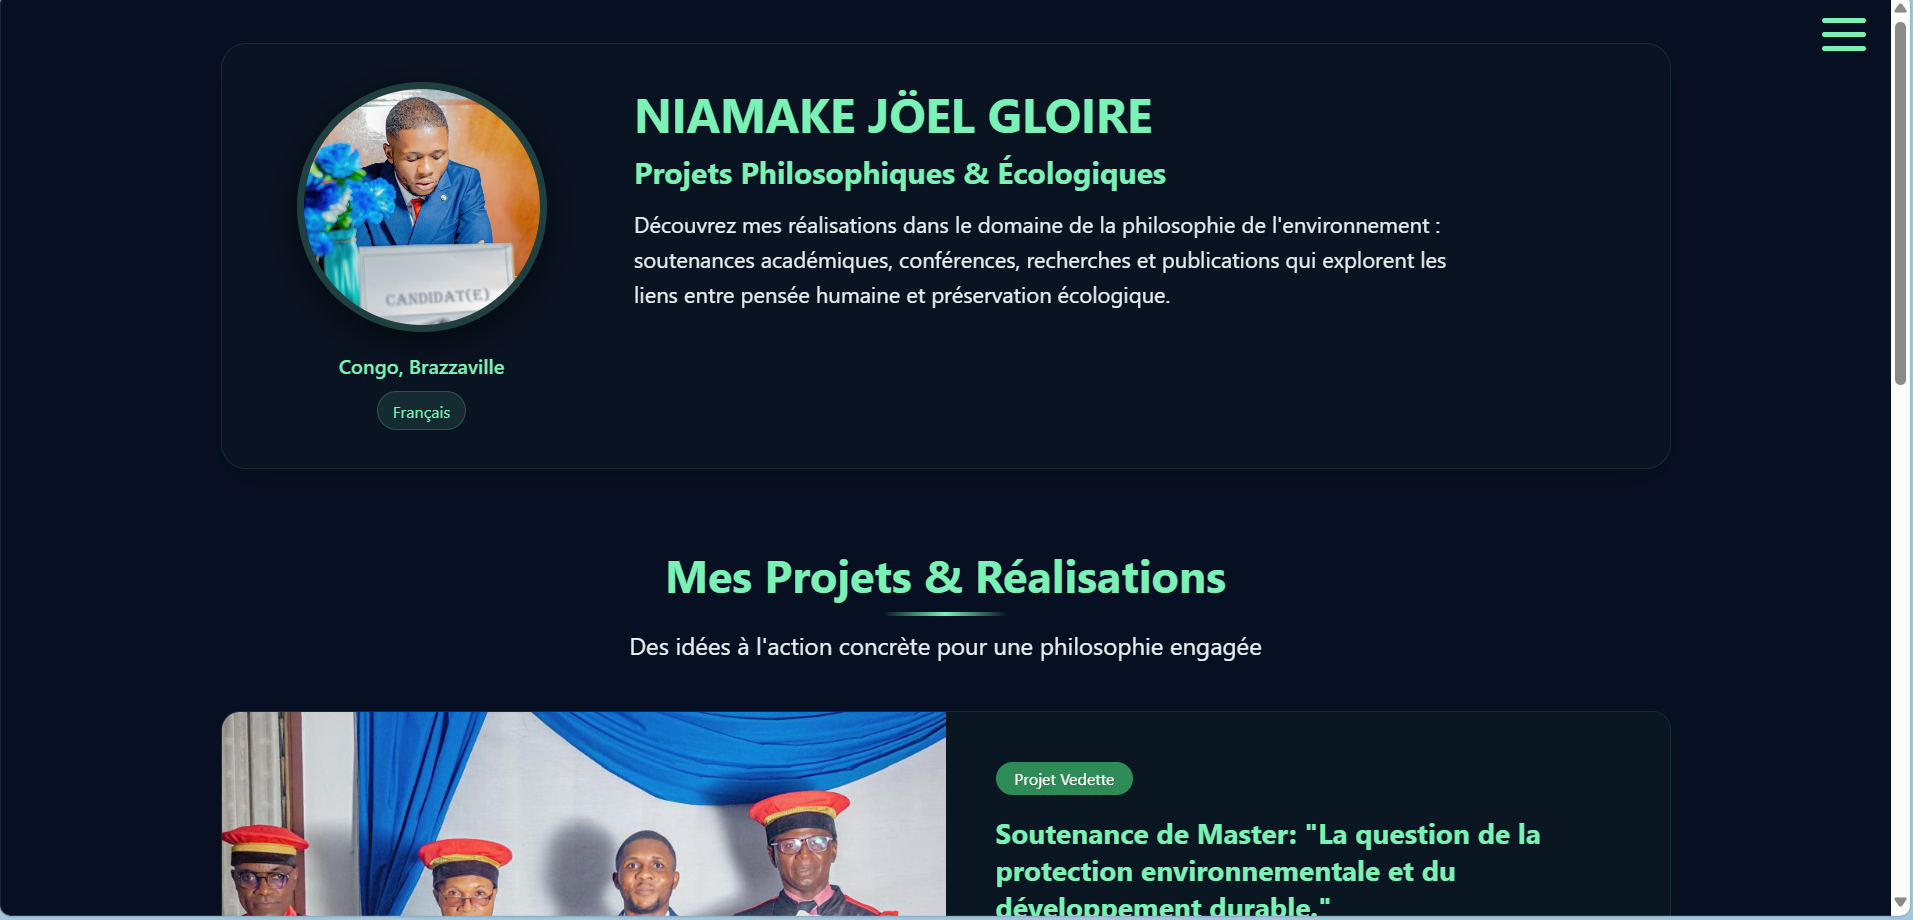 NIAMAKE JÖEL GLOIRE
Projets Philosophiques & Écologiques
Découvrez mes réalisations dans le domaine de la philosophie de l'environnement :
soutenances académiques, conférences, recherches et publications qui explorent les
liens entre pensée humaine et préservation écologique.
CANDIDAT(E)
Congo, Brazzaville
Français
Mes Projets & Réalisations
Des idées à l'action concrète pour une philosophie engagée
Projet Vedette
Soutenance de Master: "La question de la
protection environnementale et du
développement durable."